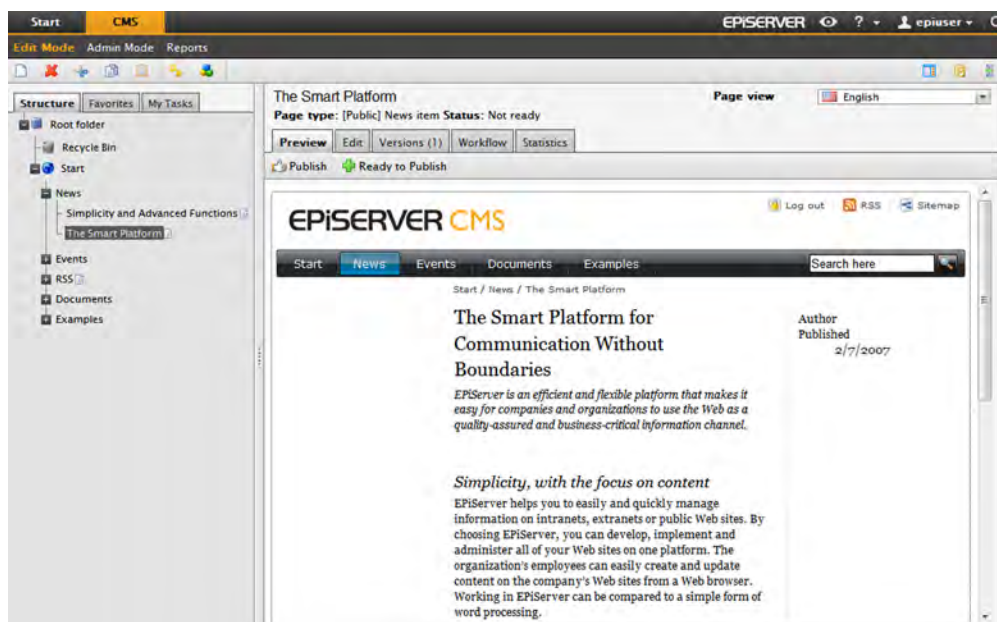 Start CMS EPiSERVER ? epiuser
Edit Mode Admin Mode Reports
Structure Favorites My Tasks
Root folder
Recycle Bin
Start
News
Simplicity and Advanced Functions
The Smart Platform
Events
RSS
Documents
Examples
The Smart Platform Page view English
Page type: [Public] News item Status: Not ready
Preview Edit Versions (1) Workflow Statistics
Publish Ready to Publish
Log out RSS Sitemap
EPiSERVER CMS
Start News Events Documents Examples Search here
Start / News / The Smart Platform
The Smart Platform for
Communication Without
Boundaries
Author
Published
2/7/2007
EPiServer is an efficient and flexible platform that makes it
easy for companies and organizations to use the Web as a
quality-assured and business-critical information channel.
Simplicity, with the focus on content
EPiServer helps you to easily and quickly manage
information on intranets, extranets or public Web sites. By
choosing EPiServer, you can develop, implement and
administer all of your Web sites on one platform. The
organization's employees can easily create and update
content on the company's Web sites from a Web browser.
Working in EPiServer can be compared to a simple form of
word processing.